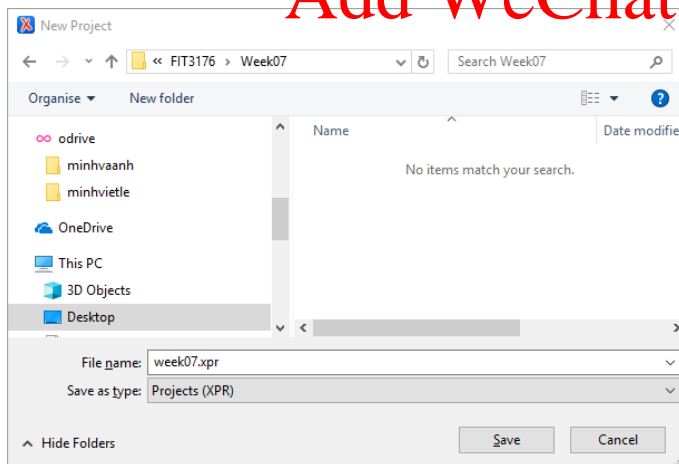 Add WeChat
New Project
« FIT3176 › Week07
Search Week07
Organise
New folder
Name
Date modifie
odrive
minhvaanh
minhvietle
OneDrive
This PC
3D Objects
Desktop
No items match your search.
File name: week07.xpr
Save as type: Projects (XPR)
Hide Folders
Save
Cancel